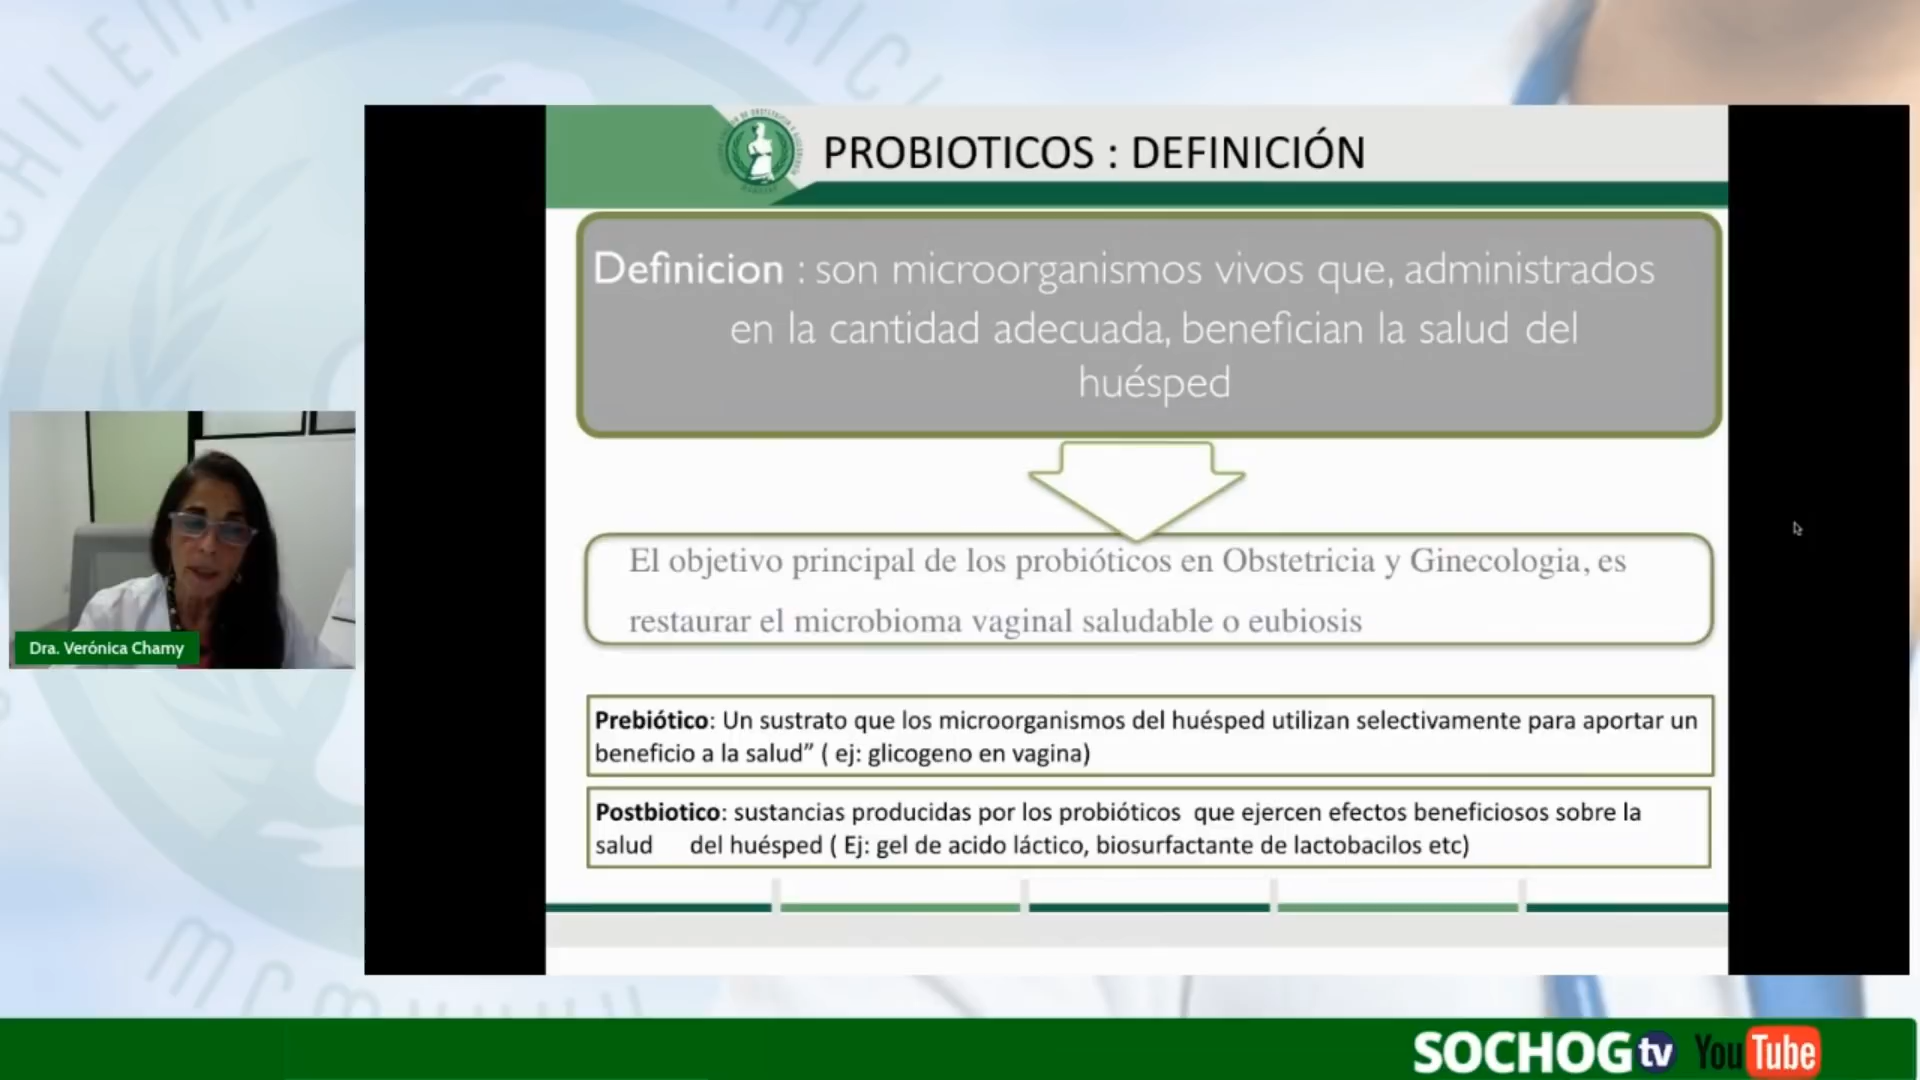 PROBIOTICOS : DEFINICIÓN
Definicion : son microorganismos vivos que, administrados
en la cantidad adecuada, benefician la salud del
huésped
El objetivo principal de los probióticos en Obstetricia y Ginecologia, es
restaurar el microbioma vaginal saludable o eubiosis
Prebiótico: Un sustrato que los microorganismos del huésped utilizan selectivamente para aportar un
beneficio a la salud” ( ej: glicogeno en vagina)
Postbiotico: sustancias producidas por los probióticos que ejercen efectos beneficiosos sobre la
salud del huésped ( Ej: gel de acido láctico, biosurfactante de lactobacilos etc)
Dra. Verónica Chamy
SOCHOG tv YouTube